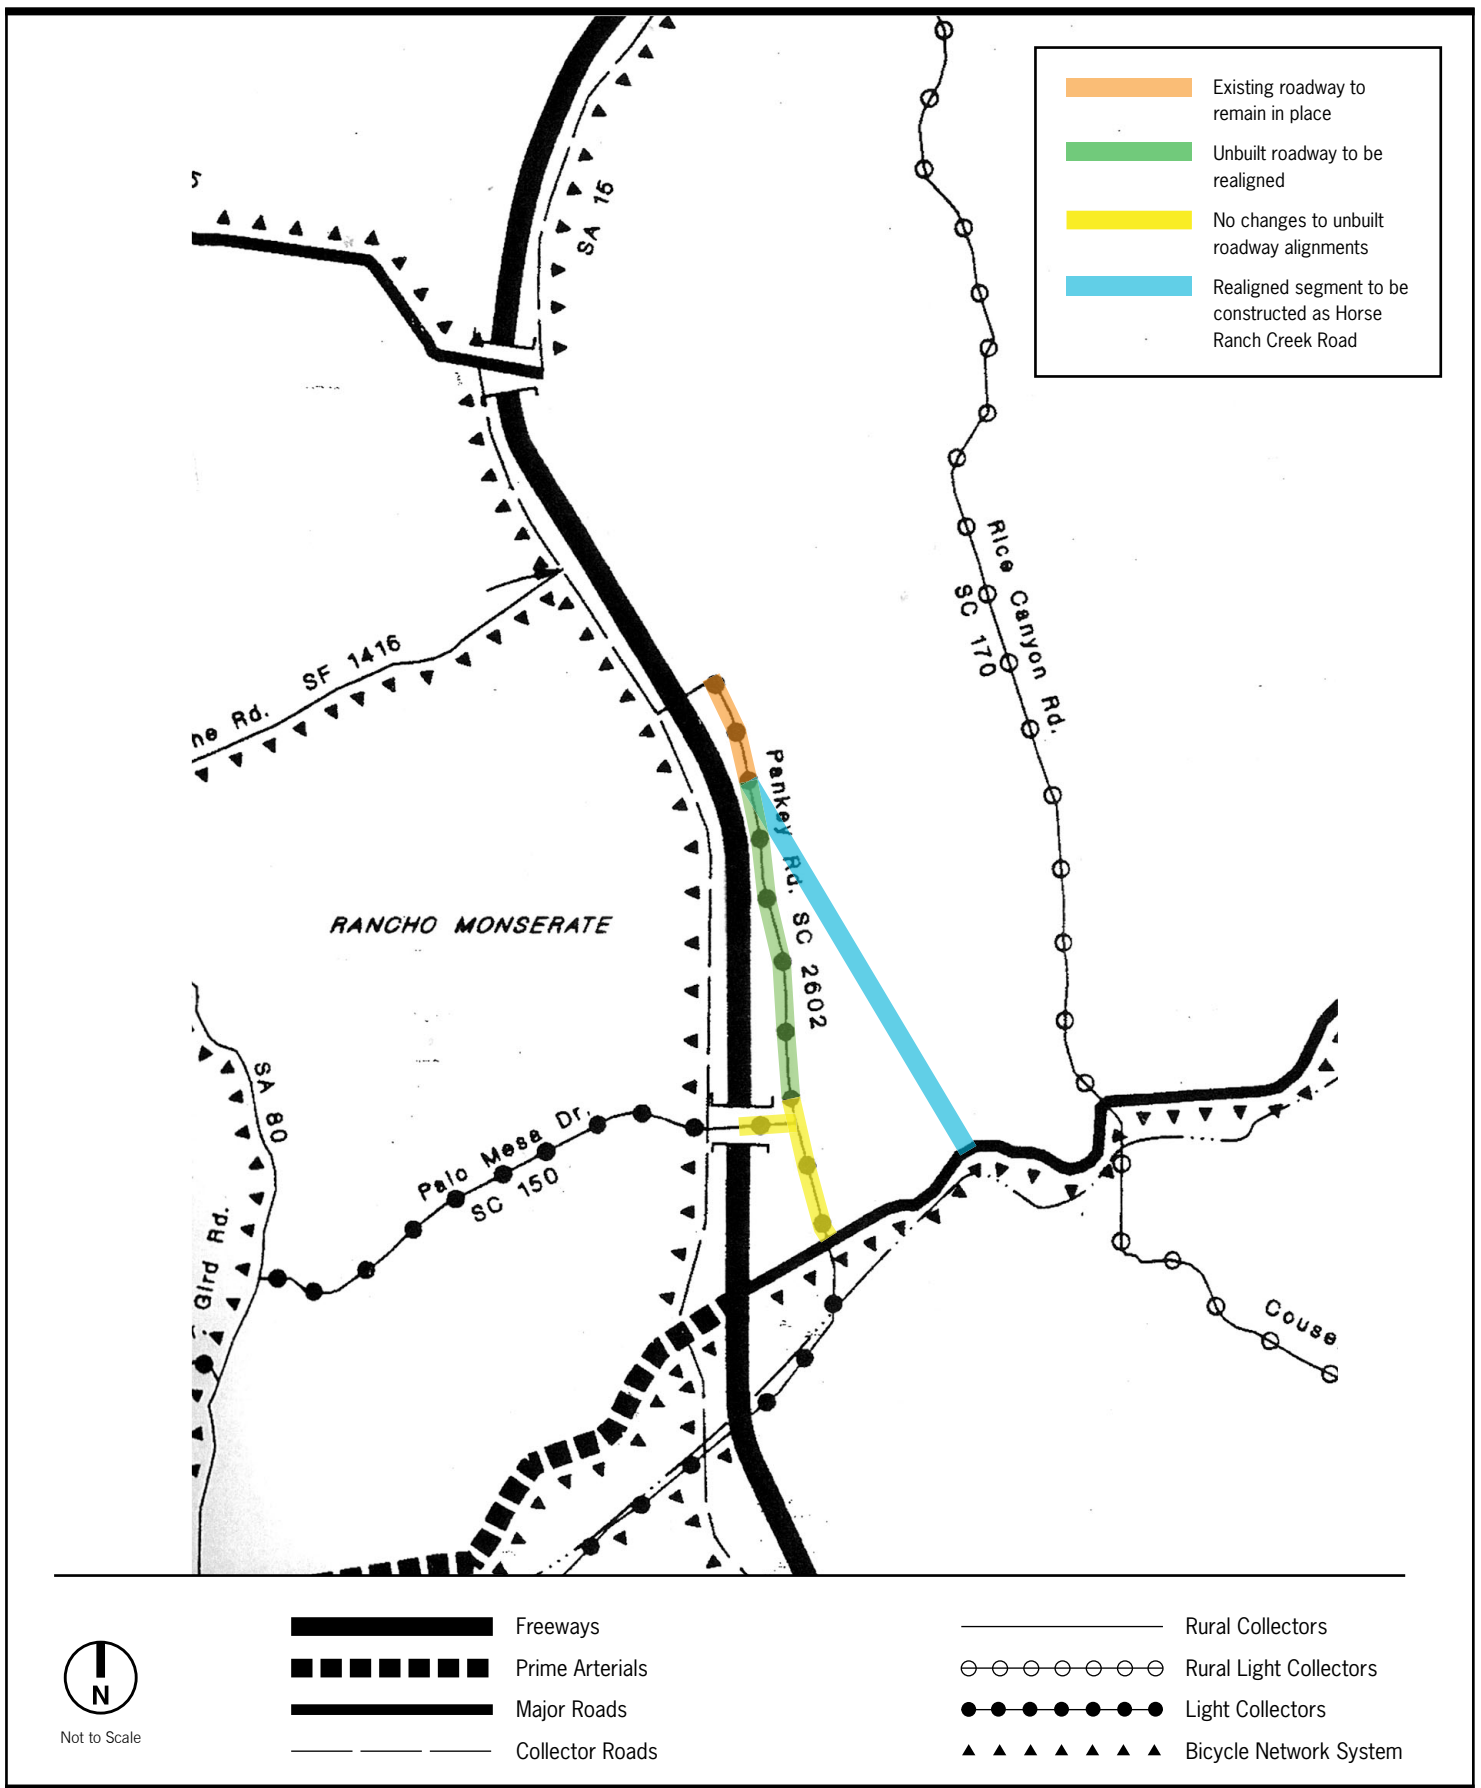 Existing roadway to
remain in place
Unbuilt roadway to be
realigned
No changes to unbuilt
roadway alignments
Realigned segment to be
constructed as Horse
Ranch Creek Road
5
SA 15
Rice Canyon Rd.
SC 170
SF 1416
ne Rd.
Pankey Rd. SC 2602
RANCHO MONSERATE
SA 80
Palo Mesa Dr.
SC 150
Gird Rd.
Couse
N
Not to Scale
Freeways
Prime Arterials
Major Roads
Collector Roads
Rural Collectors
Rural Light Collectors
Light Collectors
Bicycle Network System